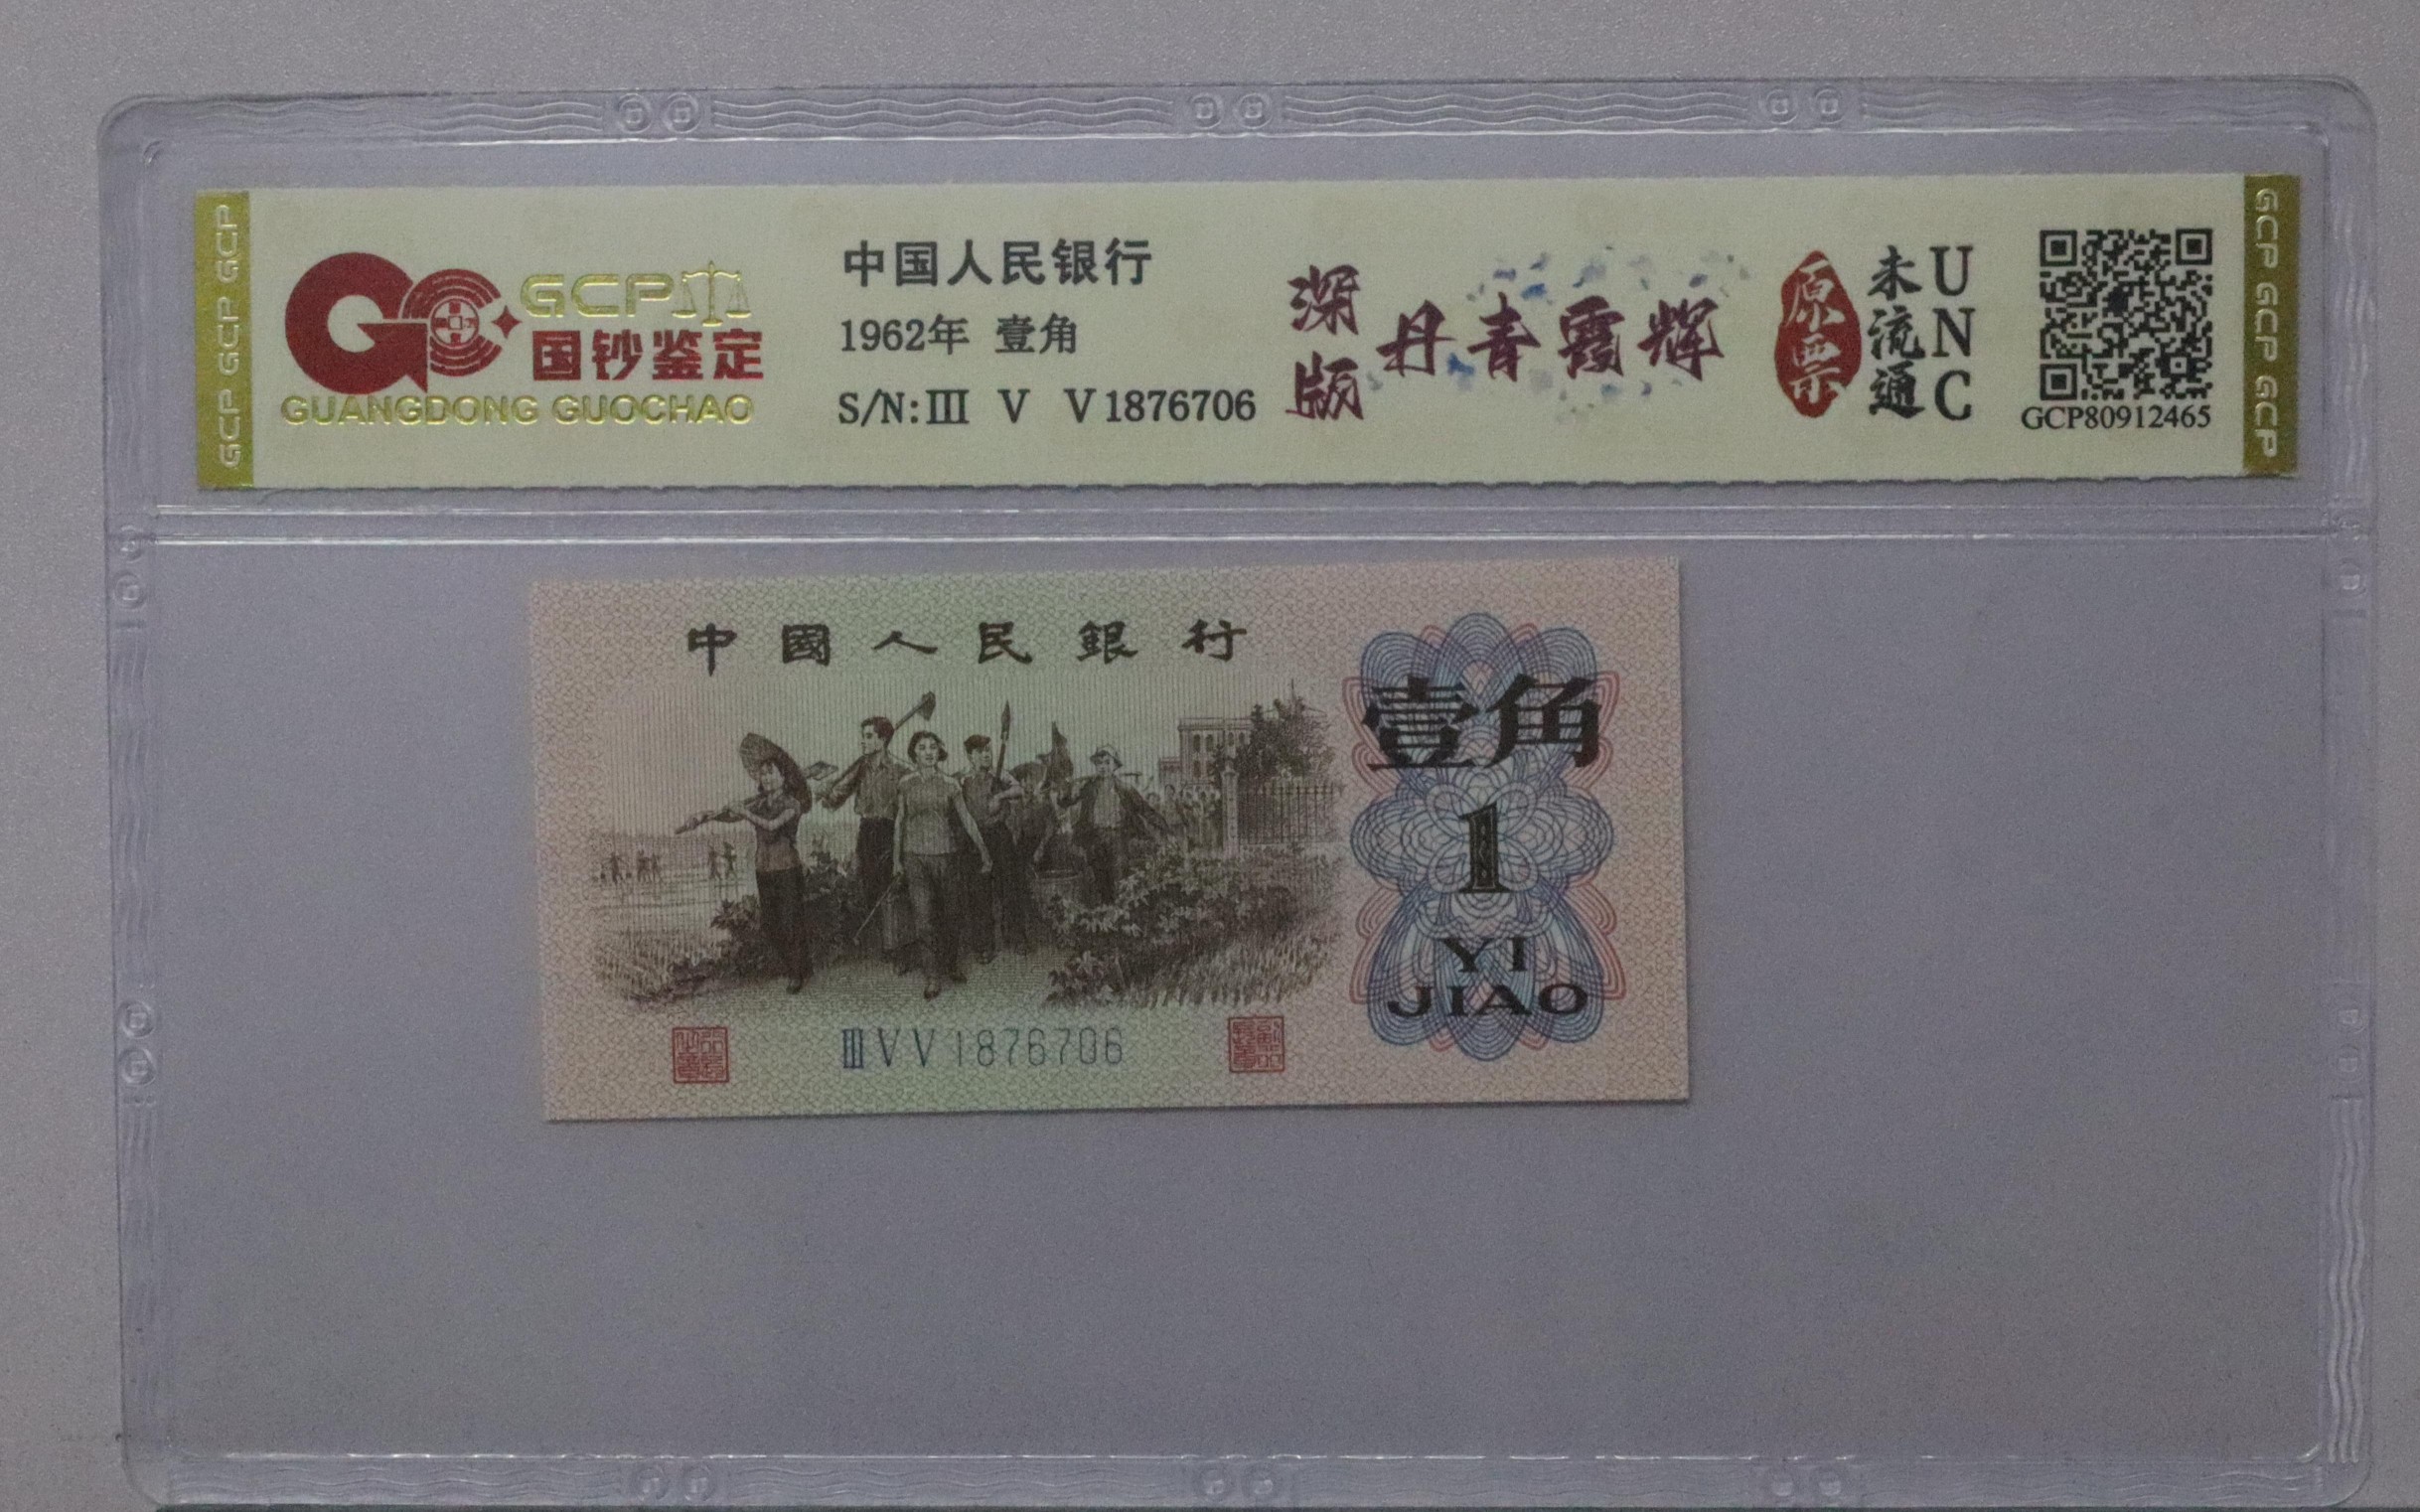 GCP GCP GCP
GCP
国钞鉴定
GUANGDONG GUOCHAO
中国人民银行
1962年 壹角
S/N:Ⅲ V V1876706
深版
丹青霞辉
原票
未流通
UNC
GCP80912465
GCP GCP GCP
中國人民銀行
壹角
1
YI
JIAO
ⅢVV1876706